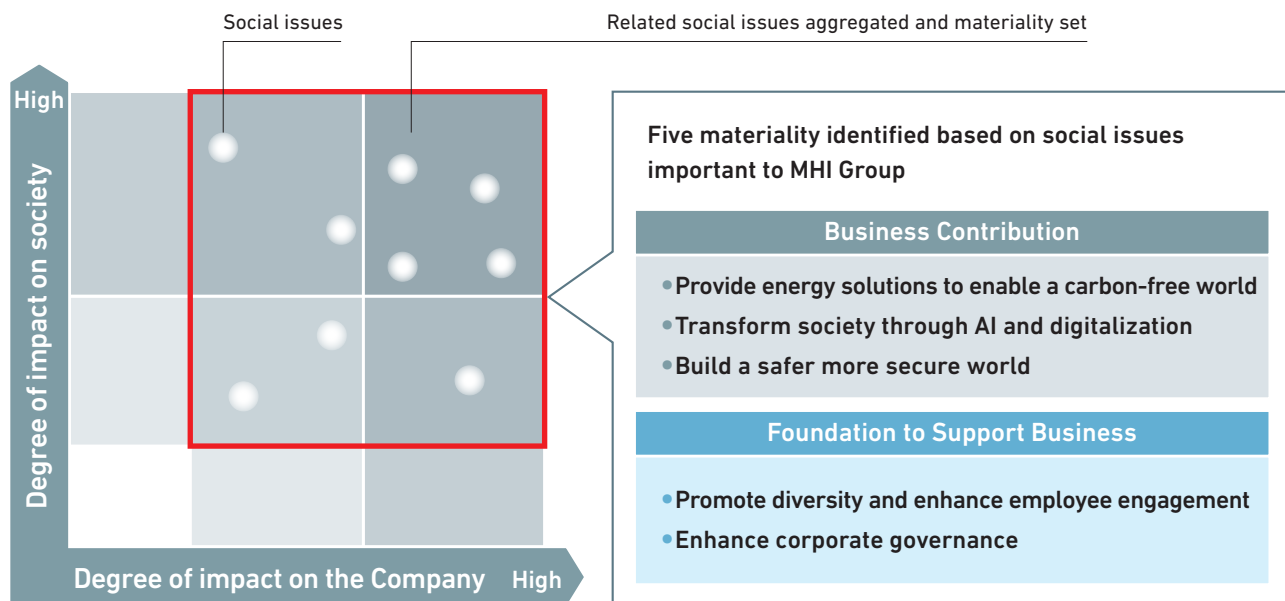 Social issues
Related social issues aggregated and materiality set
High
Degree of impact on society
Degree of impact on the Company
High
Five materiality identified based on social issues
important to MHI Group
Business Contribution
•Provide energy solutions to enable a carbon-free world
•Transform society through AI and digitalization
•Build a safer more secure world
Foundation to Support Business
•Promote diversity and enhance employee engagement
•Enhance corporate governance